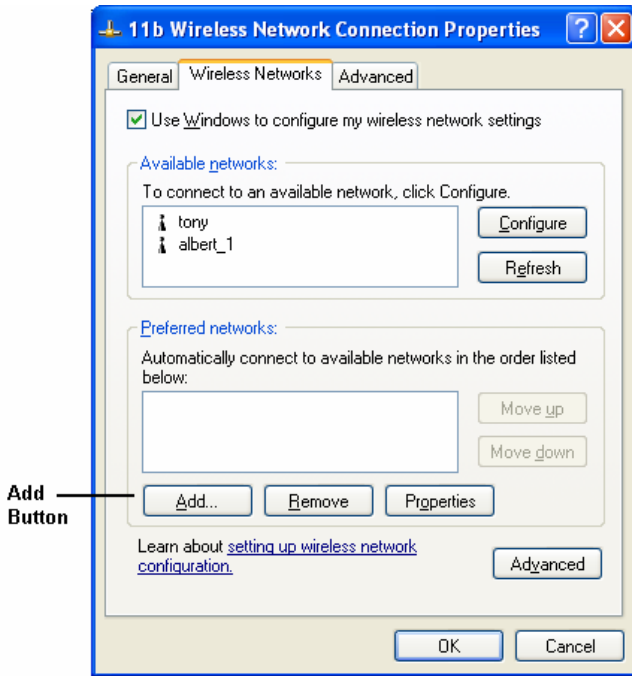 11b Wireless Network Connection Properties
General Wireless Networks Advanced
Use Windows to configure my wireless network settings
Available networks:
To connect to an available network, click Configure.
tony
albert_1
Configure
Refresh
Preferred networks:
Automatically connect to available networks in the order listed
below:
Move up
Move down
Add
Button
Add... Remove Properties
Learn about setting up wireless network
configuration.
Advanced
OK Cancel